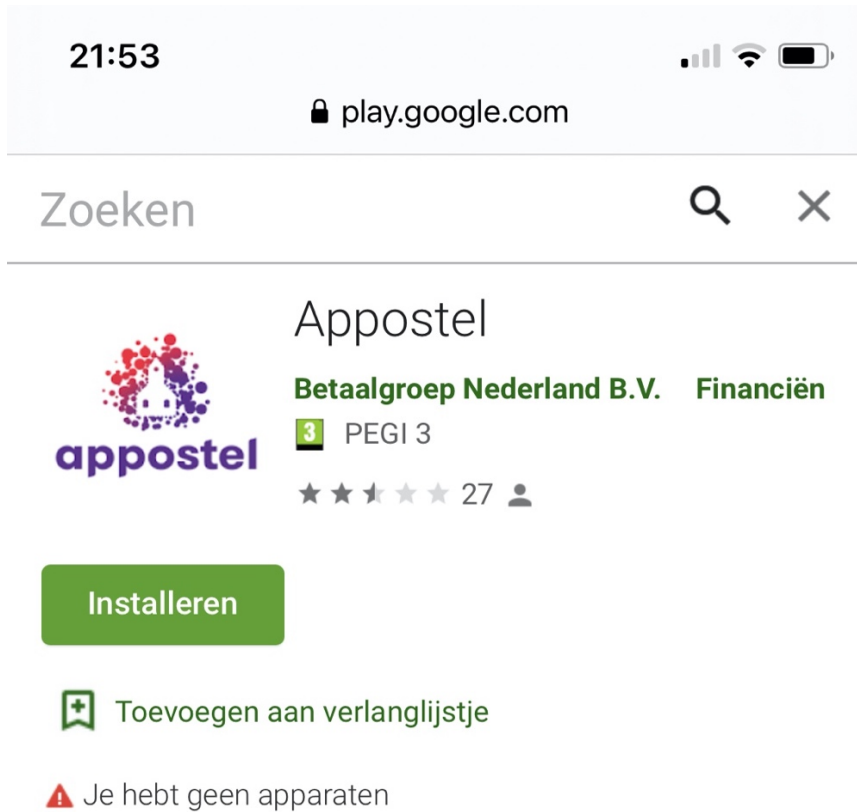 21:53
play.google.com
Zoeken
Appostel
Betaalgroep Nederland B.V. Financiën
3 PEGI 3
27
appostel
Installeren
Toevoegen aan verlanglijstje
Je hebt geen apparaten